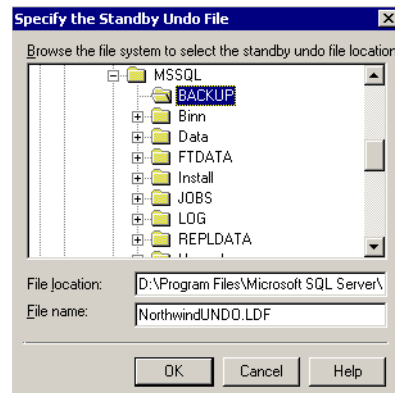 Specify the Standby Undo File
Browse the file system to select the standby undo file location
MSSQL
BACKUP
Binn
Data
FTDATA
Install
JOBS
LOG
REPLDATA
File location: D:\Program Files\Microsoft SQL Server\
File name: NorthwindUNDO.LDF
OK Cancel Help